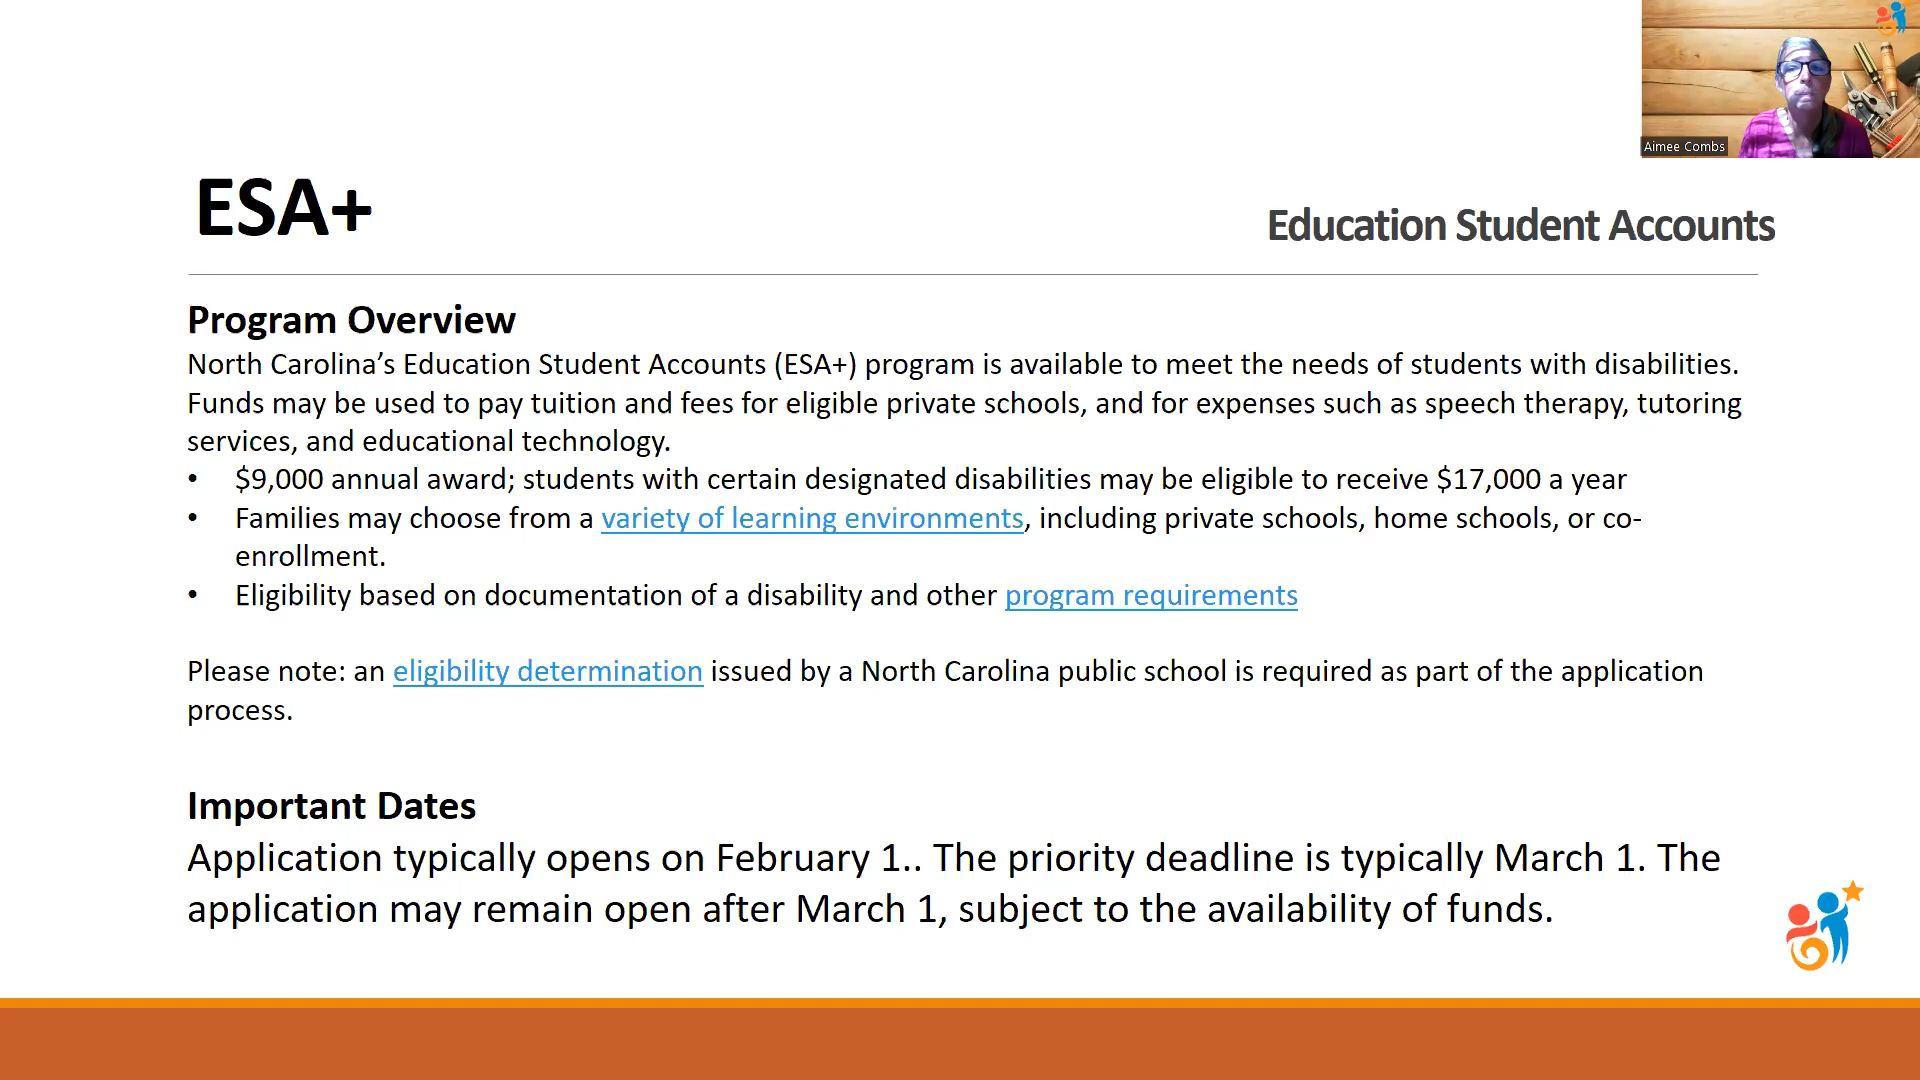 Aimee Combs
ESA+
Education Student Accounts
Program Overview
North Carolina’s Education Student Accounts (ESA+) program is available to meet the needs of students with disabilities.
Funds may be used to pay tuition and fees for eligible private schools, and for expenses such as speech therapy, tutoring
services, and educational technology.
• $9,000 annual award; students with certain designated disabilities may be eligible to receive $17,000 a year
• Families may choose from a variety of learning environments, including private schools, home schools, or co-
enrollment.
• Eligibility based on documentation of a disability and other program requirements
Please note: an eligibility determination issued by a North Carolina public school is required as part of the application
process.
Important Dates
Application typically opens on February 1.. The priority deadline is typically March 1. The
application may remain open after March 1, subject to the availability of funds.